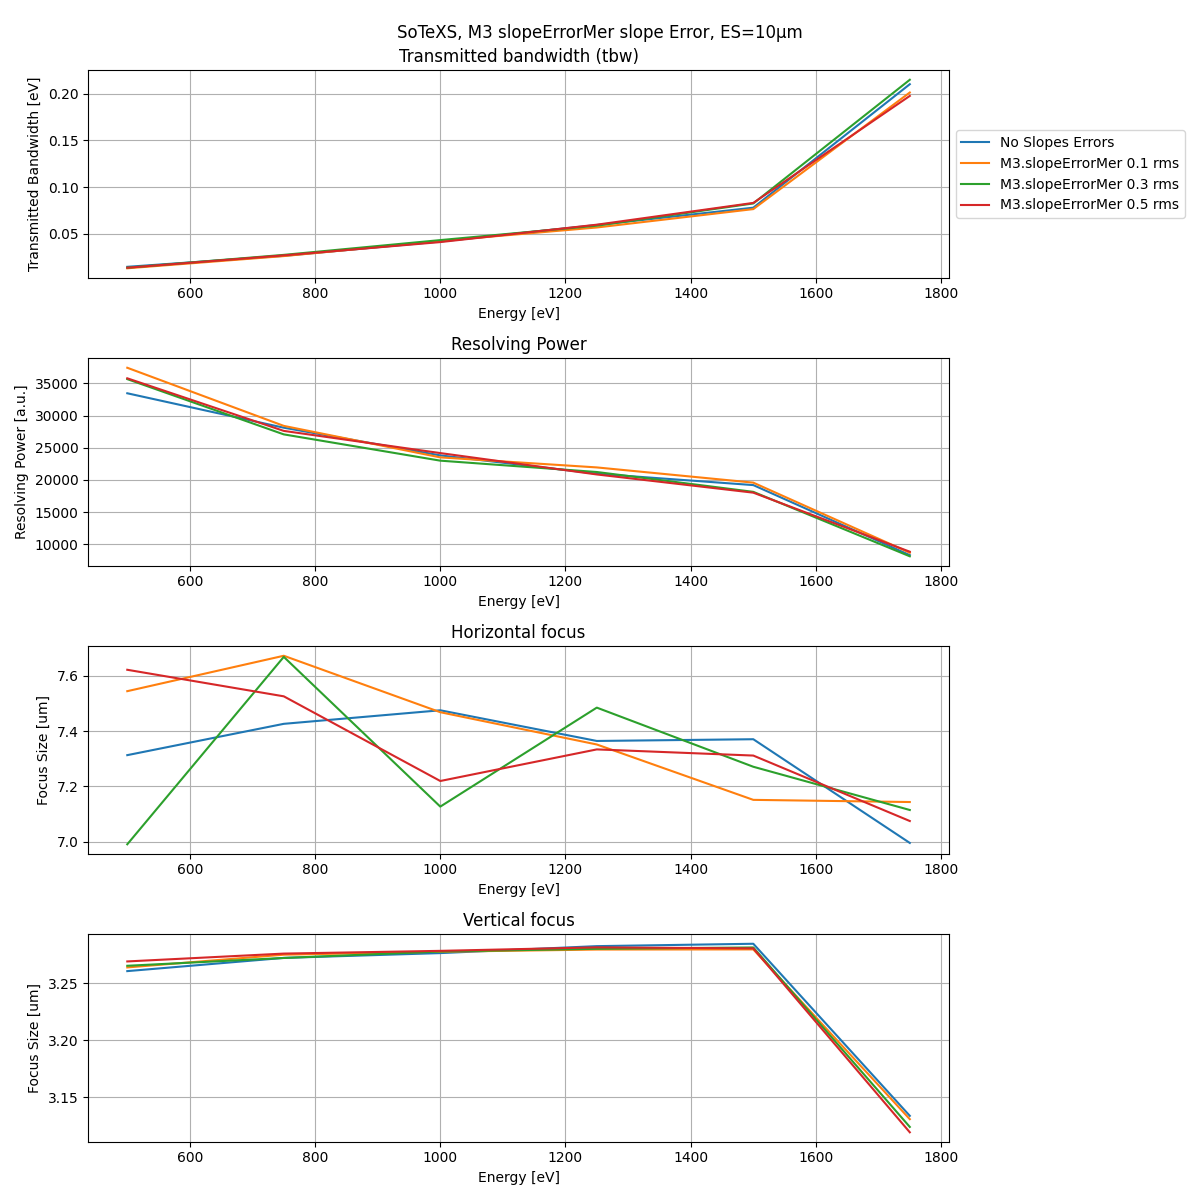 SoTeXS, M3 slopeErrorMer slope Error, ES=10μm
Transmitted bandwidth (tbw)
Transmitted Bandwidth [eV]
0.20
0.15
0.10
0.05
600 800 1000 1200 1400 1600 1800
Energy [eV]
No Slopes Errors
M3.slopeErrorMer 0.1 rms
M3.slopeErrorMer 0.3 rms
M3.slopeErrorMer 0.5 rms
Resolving Power
Resolving Power [a.u.]
35000
30000
25000
20000
15000
10000
600 800 1000 1200 1400 1600 1800
Energy [eV]
Horizontal focus
Focus Size [um]
7.6
7.4
7.2
7.0
600 800 1000 1200 1400 1600 1800
Energy [eV]
Vertical focus
Focus Size [um]
3.25
3.20
3.15
600 800 1000 1200 1400 1600 1800
Energy [eV]